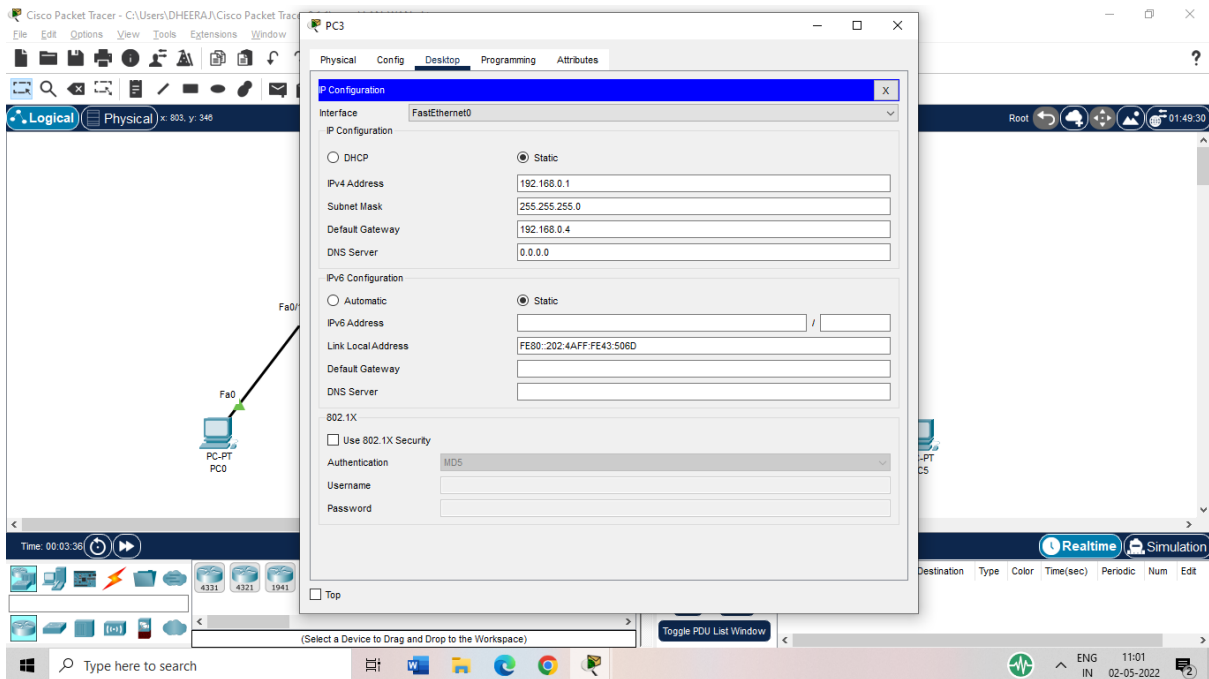 Cisco Packet Tracer - C:\Users\DHEERAJ\Cisco Packet Trace
PC3
File Edit Options View Tools Extensions Window
?
Physical Config Desktop Programming Attributes
IP Configuration
X
Interface FastEthernet0
IP Configuration
DHCP Static
IPv4 Address 192.168.0.1
Subnet Mask 255.255.255.0
Default Gateway 192.168.0.4
DNS Server 0.0.0.0
IPv6 Configuration
Automatic Static
IPv6 Address /
Link Local Address FE80::202:4AFF:FE43:506D
Default Gateway
DNS Server
802.1X
Use 802.1X Security
Authentication MD5
Username
Password
Top
Logical Physical x: 803, y: 346
Root 01:49:30
Fa0/
Fa0
PC-PT
PC0
-PT
C5
Time: 00:03:36
Realtime Simulation
4331 4321 1941
Destination Type Color Time(sec) Periodic Num Edit
(Select a Device to Drag and Drop to the Workspace)
Toggle PDU List Window
Type here to search
ENG
IN
11:01
02-05-2022
2